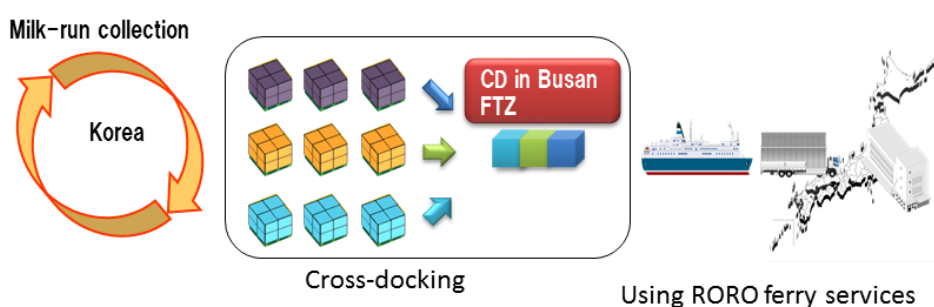 Milk-run collection
Korea
CD in Busan
FTZ
Cross-docking
Using RORO ferry services